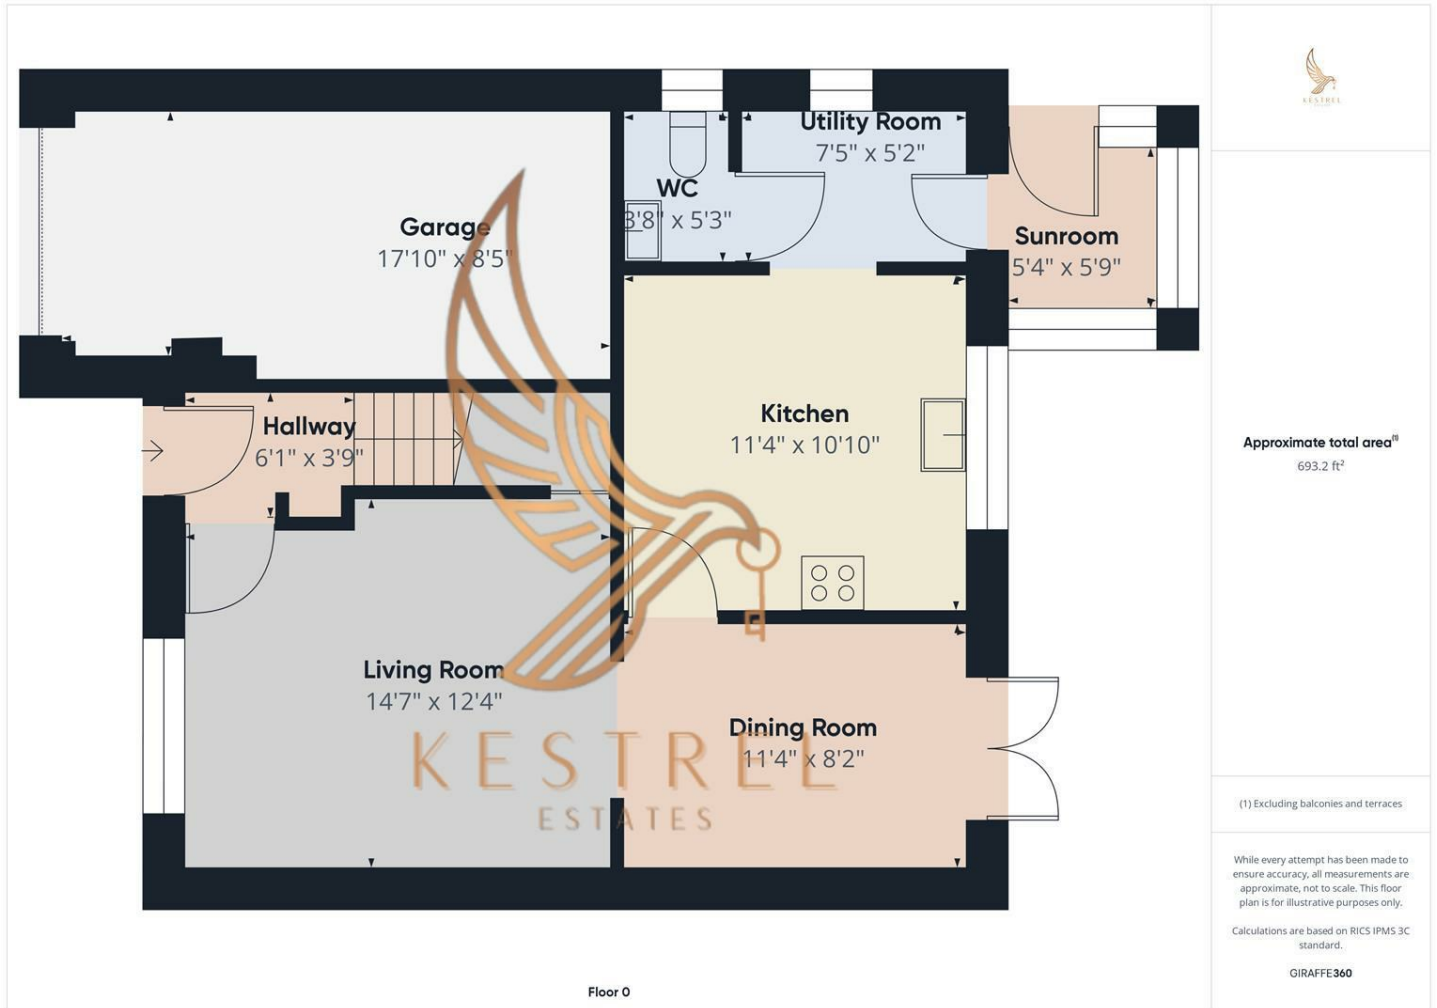 Utility Room
7'5" x 5'2"
WC
3'8" x 5'3"
Garage
17'10" x 8'5"
Sunroom
5'4" x 5'9"
Kitchen
11'4" x 10'10"
Hallway
6'1" x 3'9"
Living Room
14'7" x 12'4"
Dining Room
11'4" x 8'2"
KESTREL
ESTATES
Floor 0
KESTREL
Approximate total area(1)
693.2 ft²
(1) Excluding balconies and terraces
While every attempt has been made to
ensure accuracy, all measurements are
approximate, not to scale. This floor
plan is for illustrative purposes only.
Calculations are based on RICS IPMS 3C
standard.
GIRAFFE360